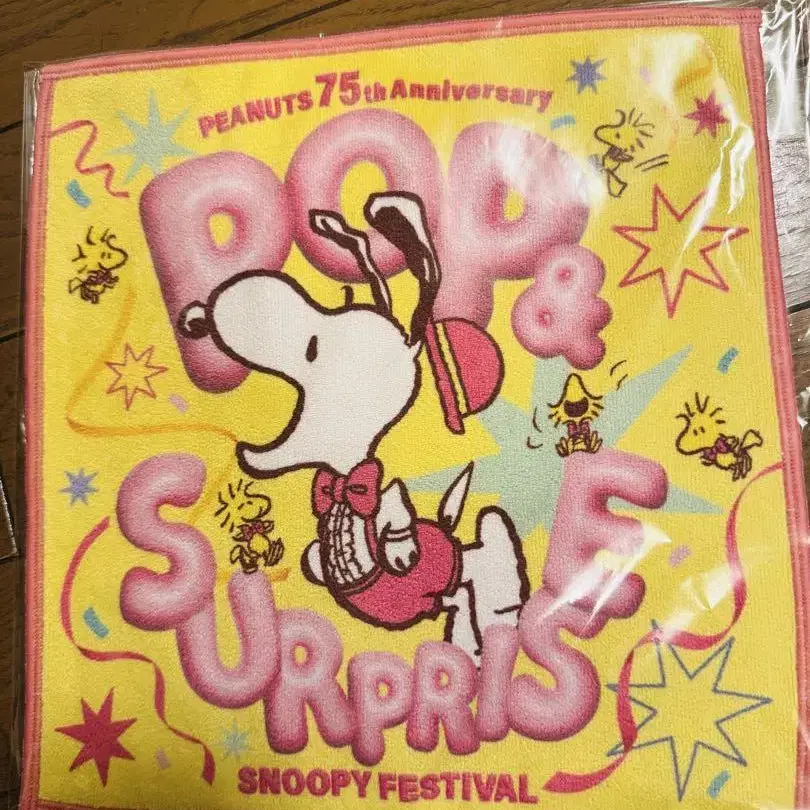 PEANUTS 75th Anniversary
POP &
SURPRISE
SNOOPY FESTIVAL